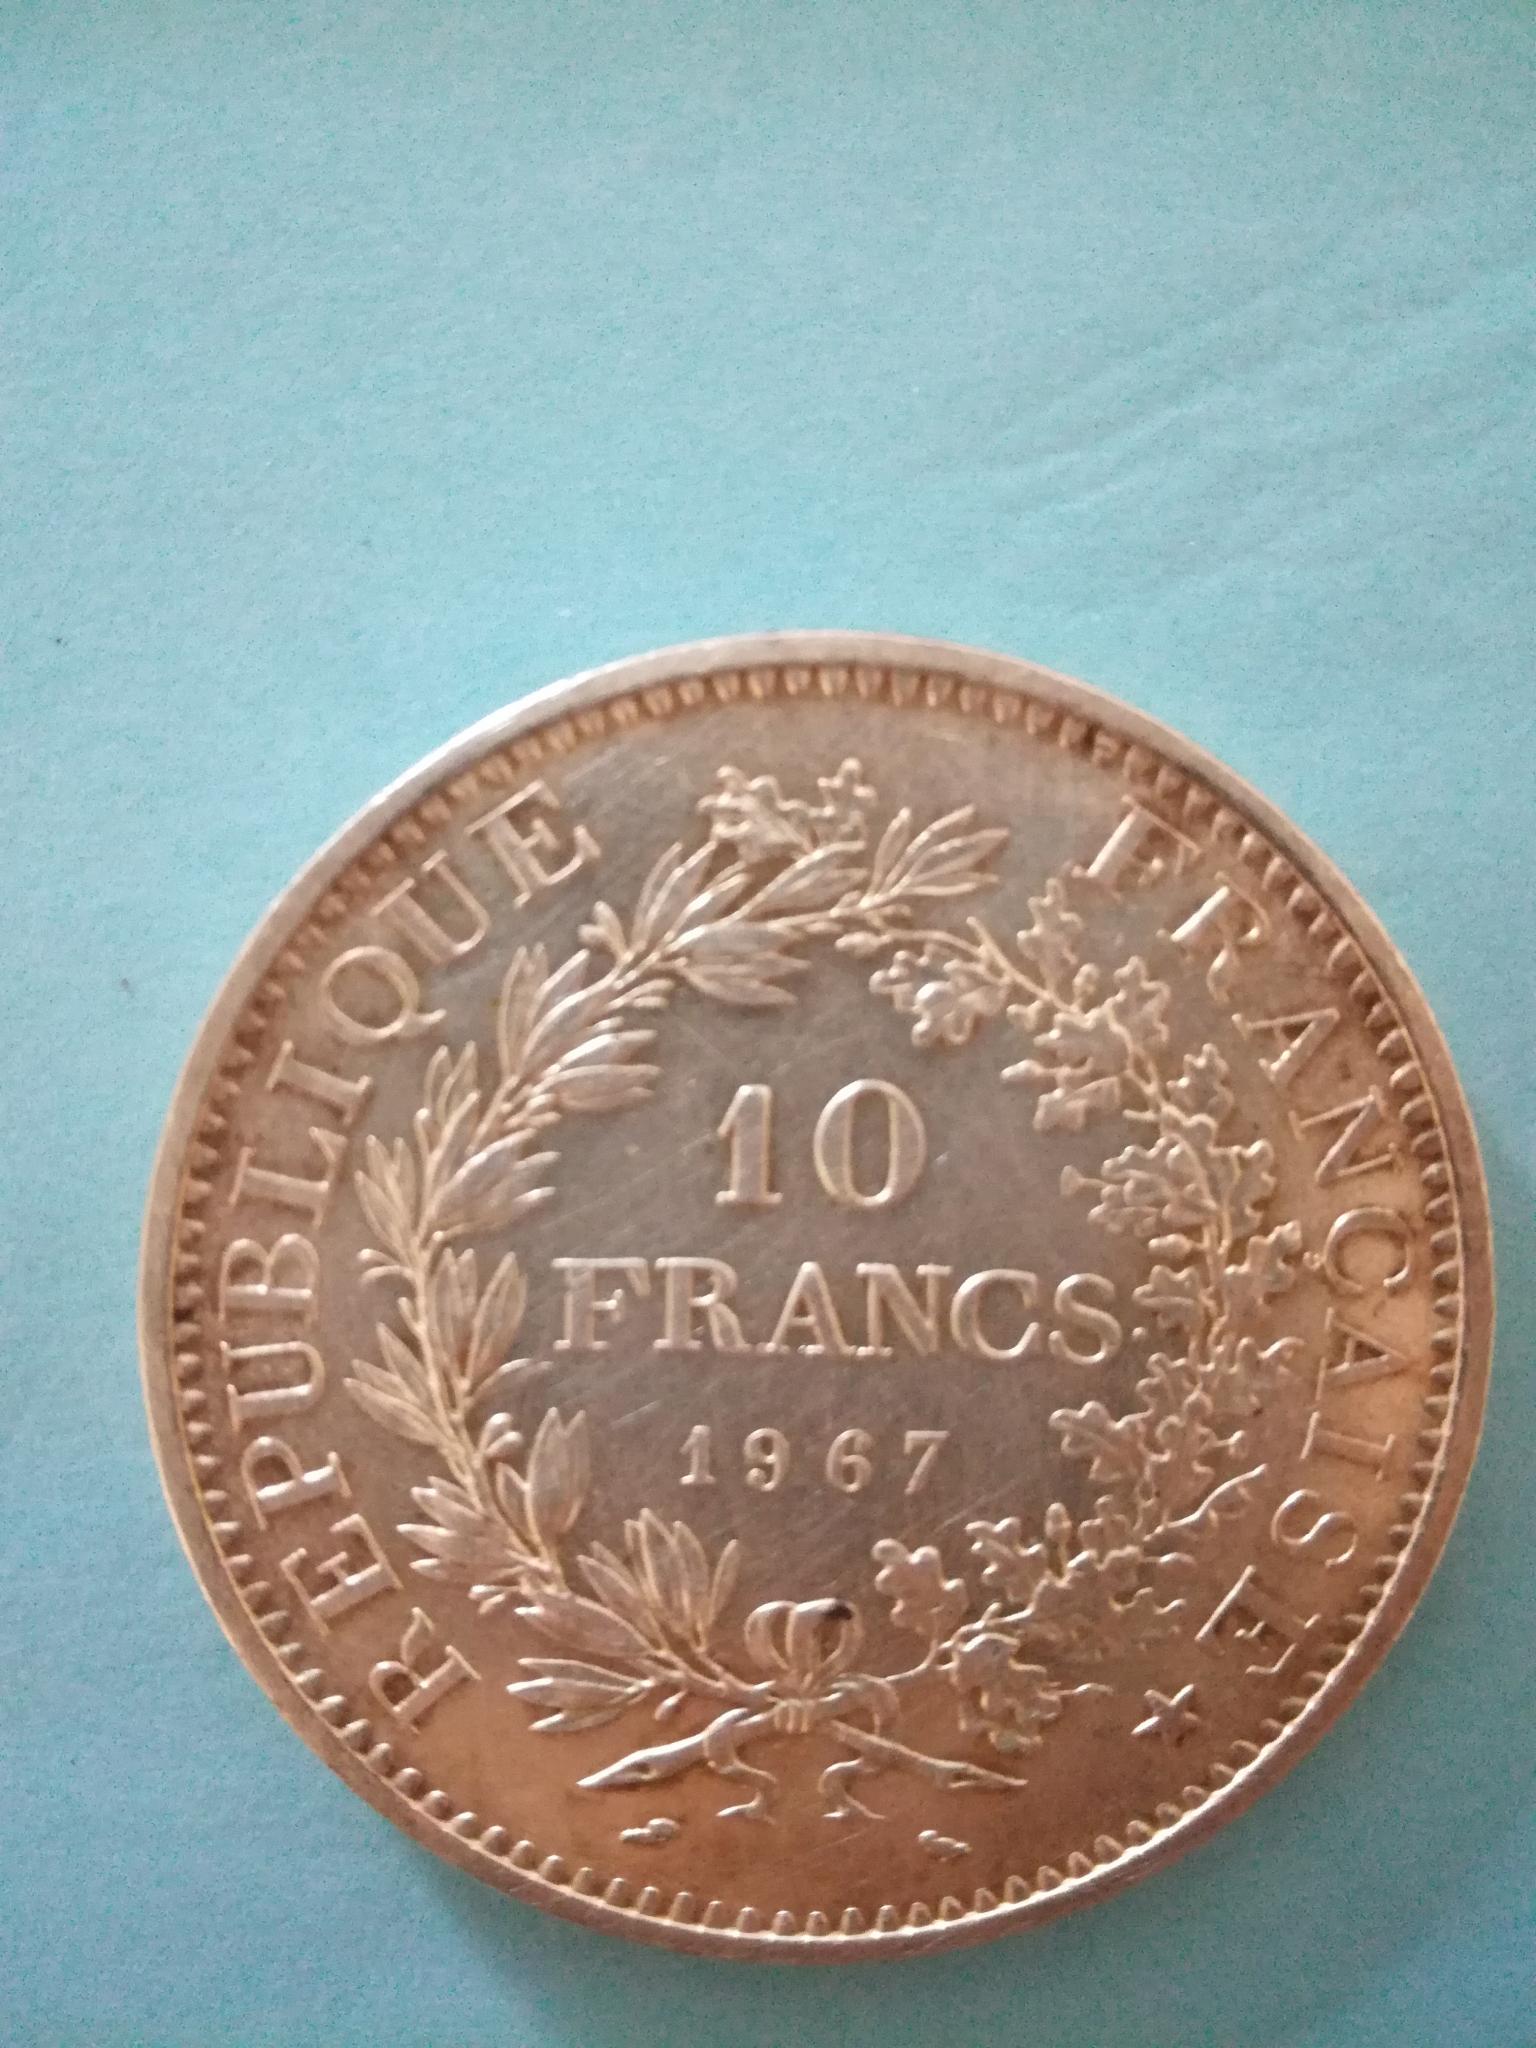 REPUBLIQUE FRANÇAISE
10
FRANCS
1967